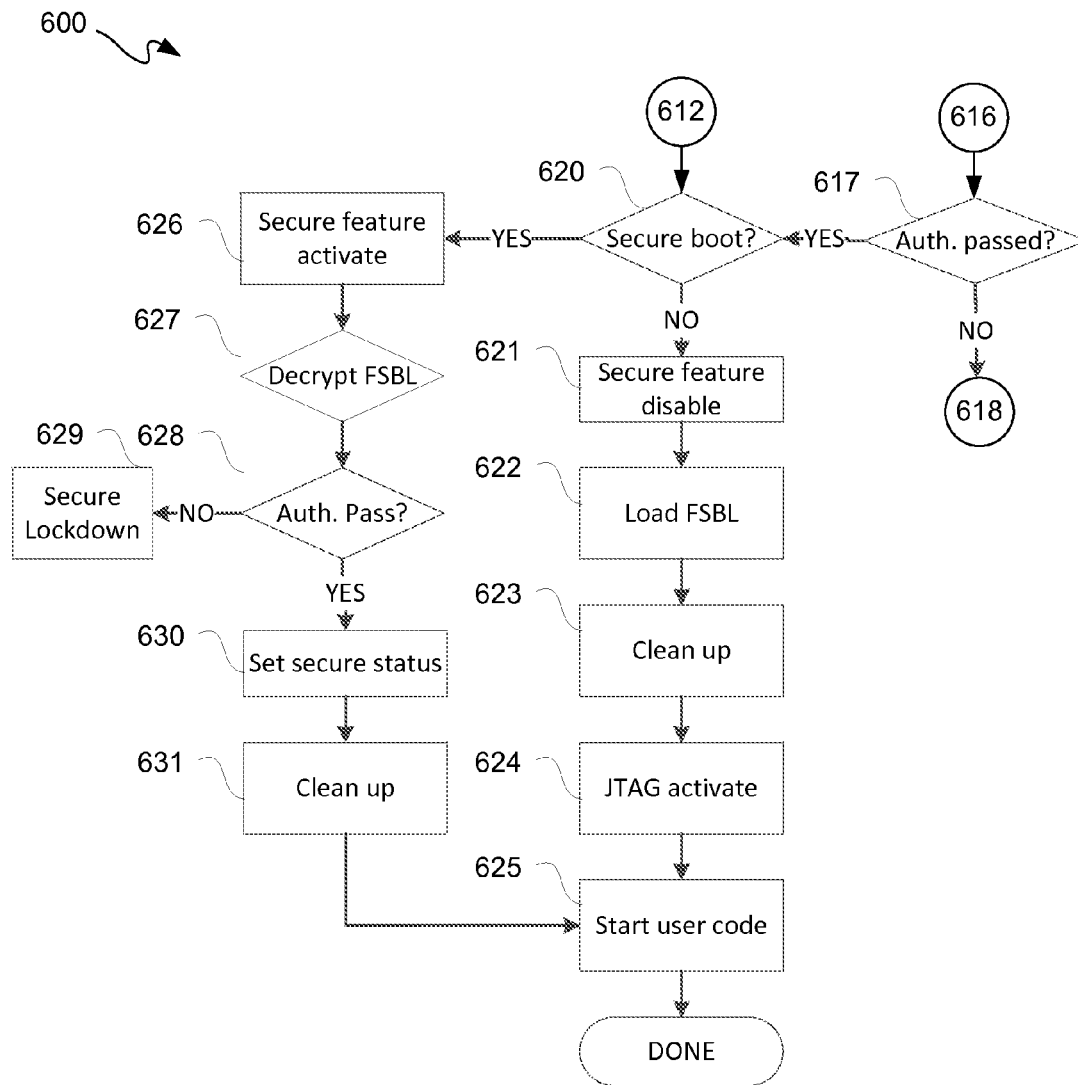 600
612
616
620
617
626
Secure feature
activate
YES
Secure boot?
YES
Auth. passed?
627
NO
NO
621
Decrypt FSBL
Secure feature
disable
618
629
628
622
Secure
Lockdown
NO
Auth. Pass?
Load FSBL
YES
623
630
Set secure status
Clean up
631
624
Clean up
JTAG activate
625
Start user code
DONE